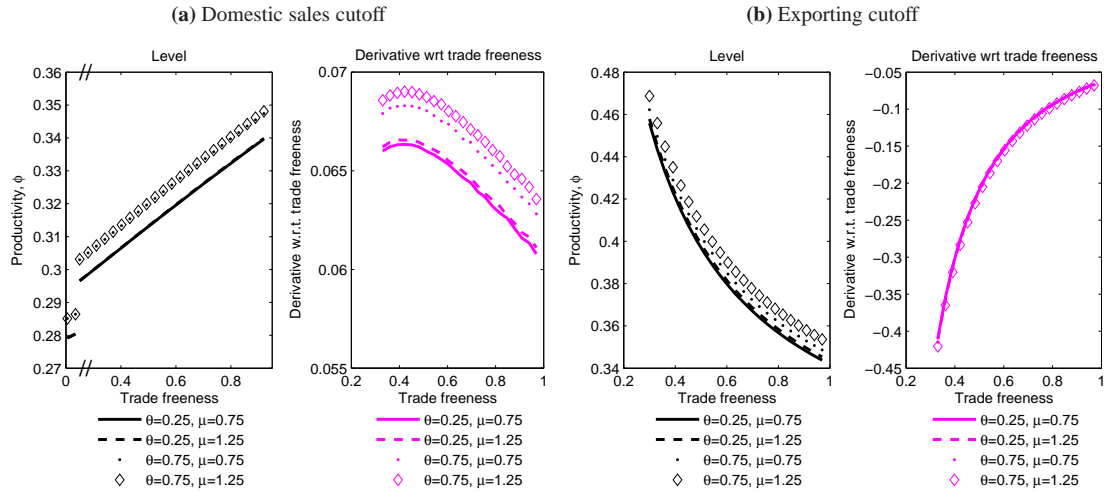 (a) Domestic sales cutoff
(b) Exporting cutoff
Level
Productivity, ϕ
0.36
0.35
0.34
0.33
0.32
0.31
0.3
0.29
0.28
0.27
//
//
0 0.4 0.6 0.8
Trade freeness
θ=0.25, μ=0.75
θ=0.25, μ=1.25
θ=0.75, μ=0.75
θ=0.75, μ=1.25
Derivative wrt trade freeness
Derivative w.r.t. trade freeness
0.07
0.065
0.06
0.055
0.2 0.4 0.6 0.8 1
Trade freeness
θ=0.25, μ=0.75
θ=0.25, μ=1.25
θ=0.75, μ=0.75
θ=0.75, μ=1.25
Level
Productivity, ϕ
0.48
0.46
0.44
0.42
0.4
0.38
0.36
0.34
0.2 0.4 0.6 0.8 1
Trade freeness
θ=0.25, μ=0.75
θ=0.25, μ=1.25
θ=0.75, μ=0.75
θ=0.75, μ=1.25
Derivative wrt trade freeness
Derivative w.r.t. trade freeness
−0.05
−0.1
−0.15
−0.2
−0.25
−0.3
−0.35
−0.4
−0.45
0.2 0.4 0.6 0.8 1
Trade freeness
θ=0.25, μ=0.75
θ=0.25, μ=1.25
θ=0.75, μ=0.75
θ=0.75, μ=1.25